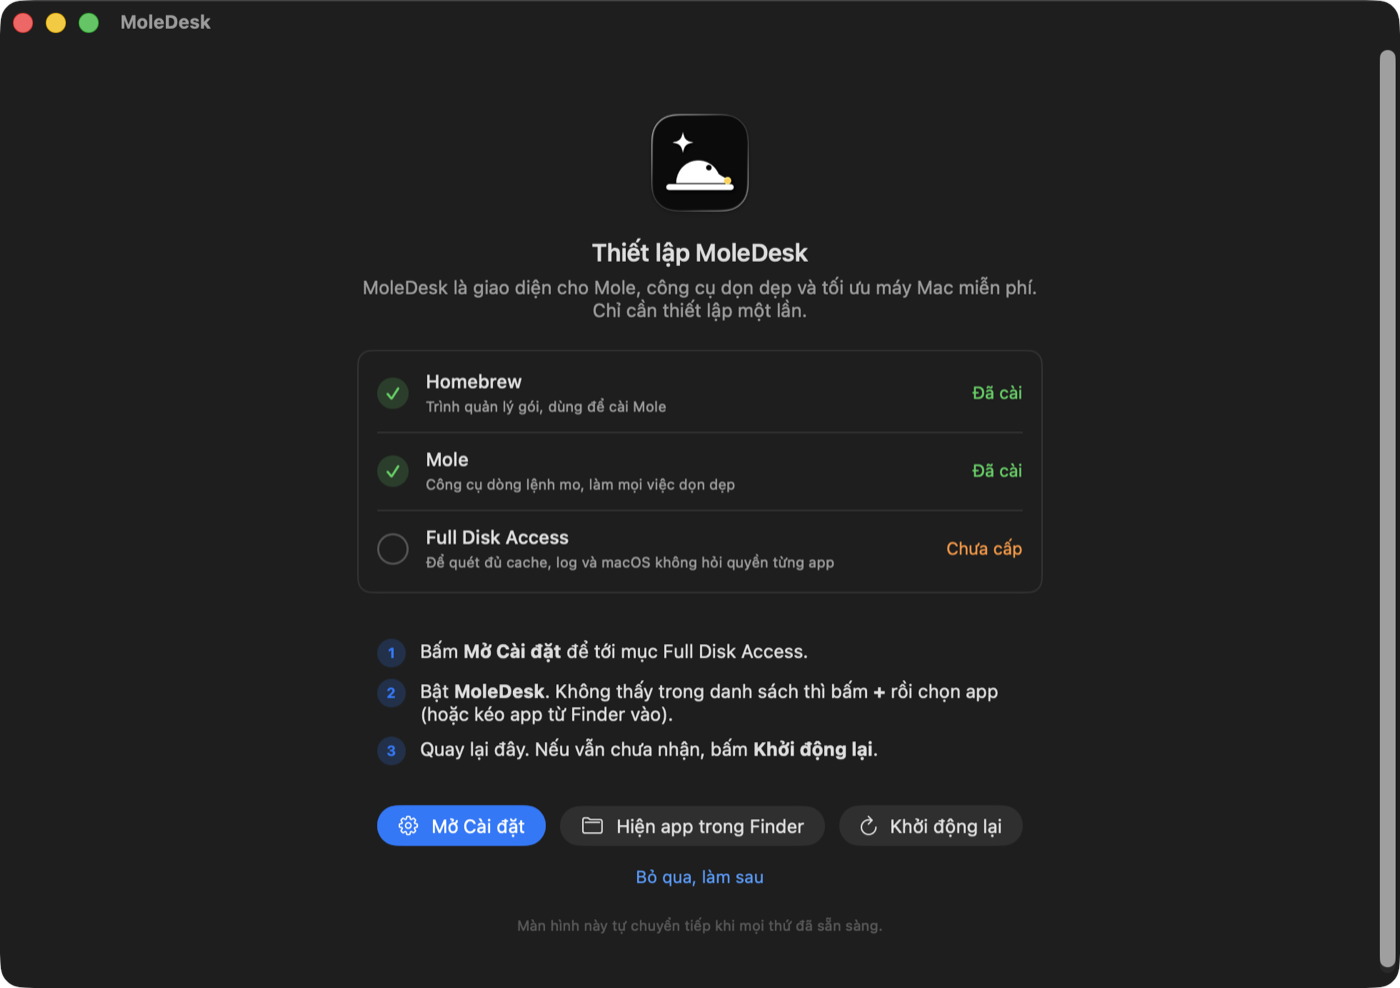 MoleDesk
Thiết lập MoleDesk
MoleDesk là giao diện cho Mole, công cụ dọn dẹp và tối ưu máy Mac miễn phí.
Chỉ cần thiết lập một lần.
Homebrew
Trình quản lý gói, dùng để cài Mole
Đã cài
Mole
Công cụ dòng lệnh mo, làm mọi việc dọn dẹp
Đã cài
Full Disk Access
Để quét đủ cache, log và macOS không hỏi quyền từng app
Chưa cấp
1 Bấm Mở Cài đặt để tới mục Full Disk Access.
2 Bật MoleDesk. Không thấy trong danh sách thì bấm + rồi chọn app
(hoặc kéo app từ Finder vào).
3 Quay lại đây. Nếu vẫn chưa nhận, bấm Khởi động lại.
Mở Cài đặt
Hiện app trong Finder
Khởi động lại
Bỏ qua, làm sau
Màn hình này tự chuyển tiếp khi mọi thứ đã sẵn sàng.